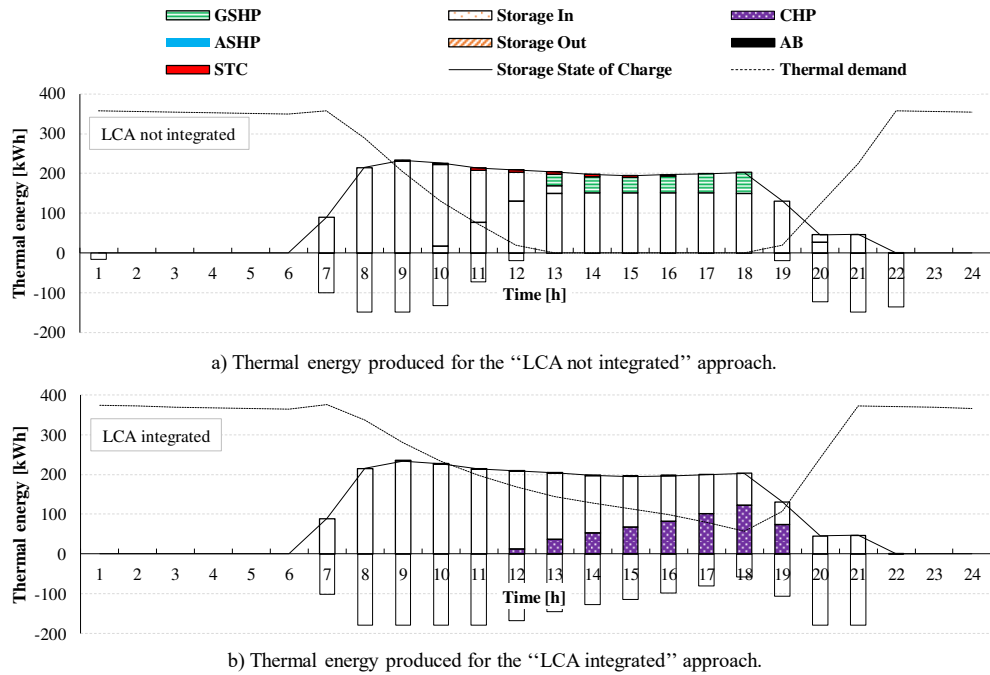 GSHP Storage In CHP
ASHP Storage Out AB
STC Storage State of Charge Thermal demand
Thermal energy [kWh]
400
300
200
100
0
-100
-200
LCA not integrated
1 2 3 4 5 6 7 8 9 10 11 12 13 14 15 16 17 18 19 20 21 22 23 24
Time [h]
a) Thermal energy produced for the “LCA not integrated” approach.
Thermal energy [kWh]
400
300
200
100
0
-100
-200
LCA integrated
1 2 3 4 5 6 7 8 9 10 11 12 13 14 15 16 17 18 19 20 21 22 23 24
Time [h]
b) Thermal energy produced for the “LCA integrated” approach.